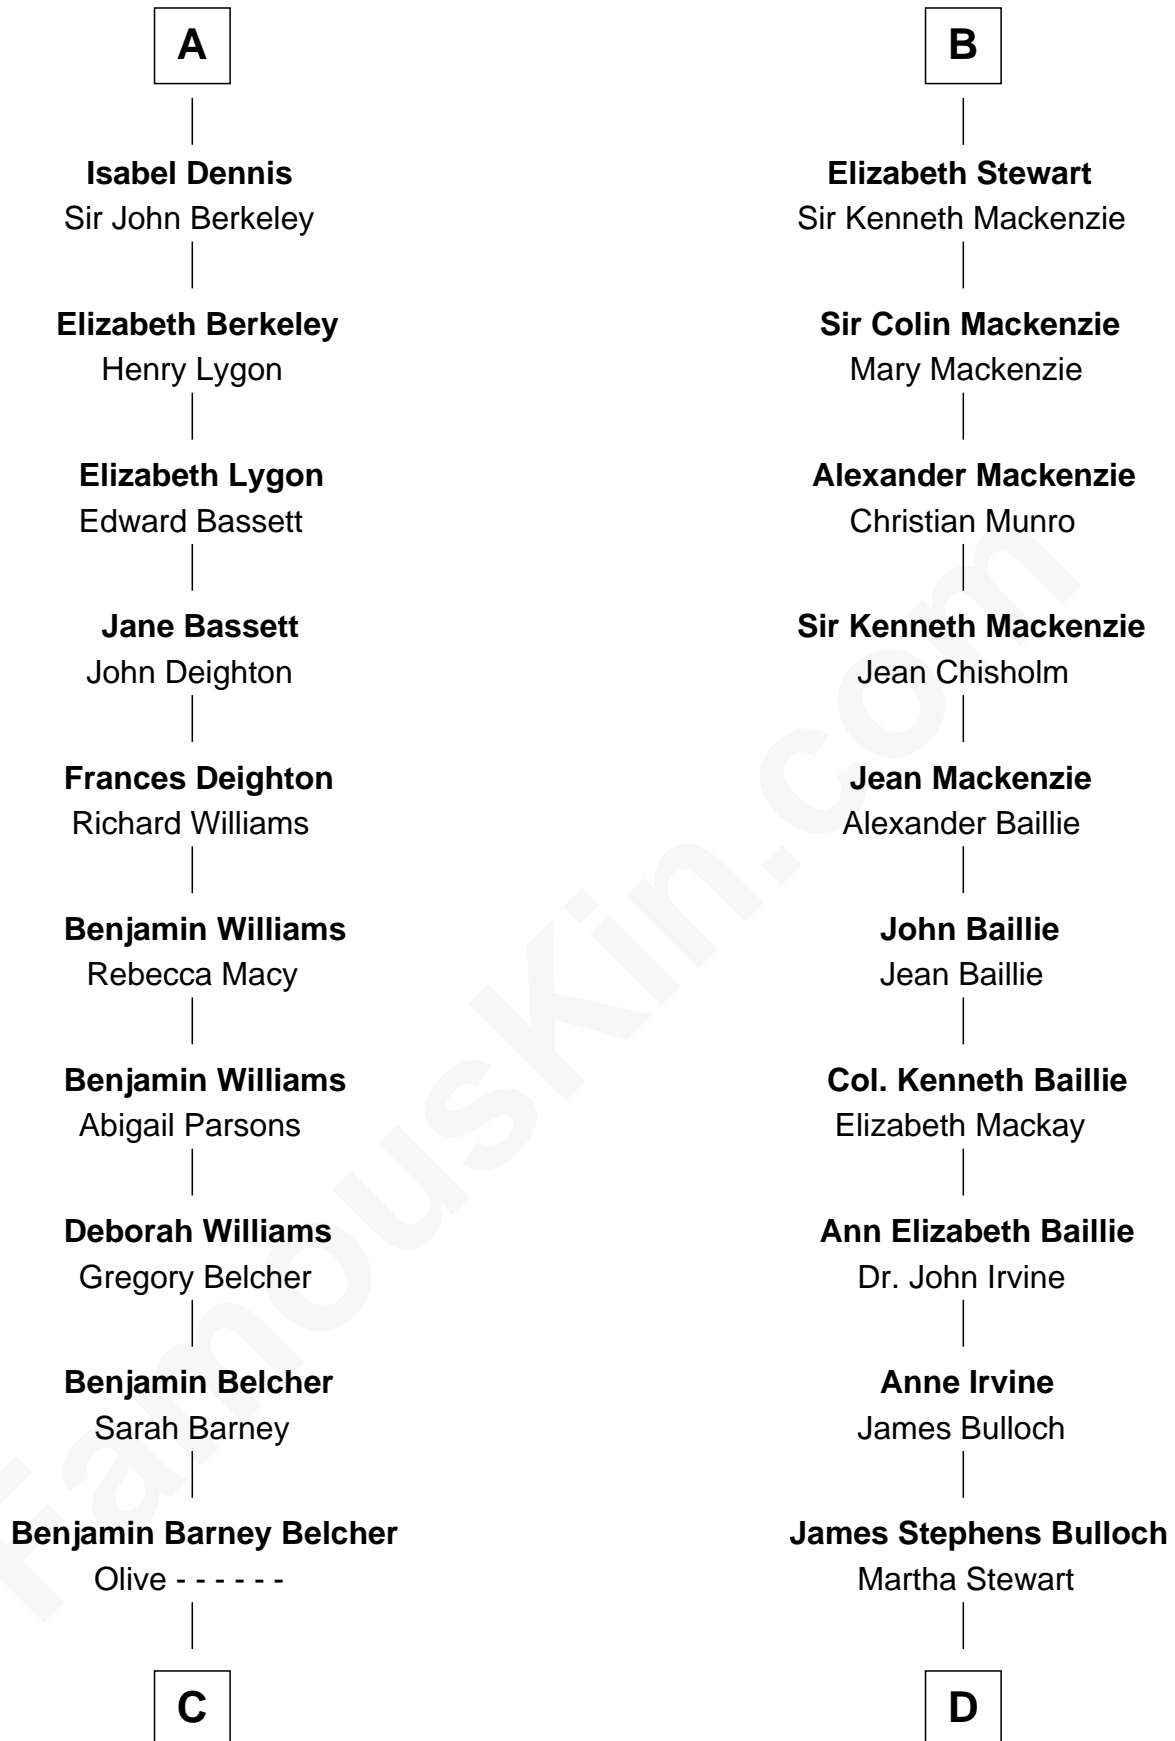 A
Isabel Dennis
Sir John Berkeley
Elizabeth Berkeley
Henry Lygon
Elizabeth Lygon
Edward Bassett
Jane Bassett
John Deighton
Frances Deighton
Richard Williams
Benjamin Williams
Rebecca Macy
Benjamin Williams
Abigail Parsons
Deborah Williams
Gregory Belcher
Benjamin Belcher
Sarah Barney
Benjamin Barney Belcher
Olive - - - - - -
C
B
Elizabeth Stewart
Sir Kenneth Mackenzie
Sir Colin Mackenzie
Mary Mackenzie
Alexander Mackenzie
Christian Munro
Sir Kenneth Mackenzie
Jean Chisholm
Jean Mackenzie
Alexander Baillie
John Baillie
Jean Baillie
Col. Kenneth Baillie
Elizabeth Mackay
Ann Elizabeth Baillie
Dr. John Irvine
Anne Irvine
James Bulloch
James Stephens Bulloch
Martha Stewart
D
FamousKin.com